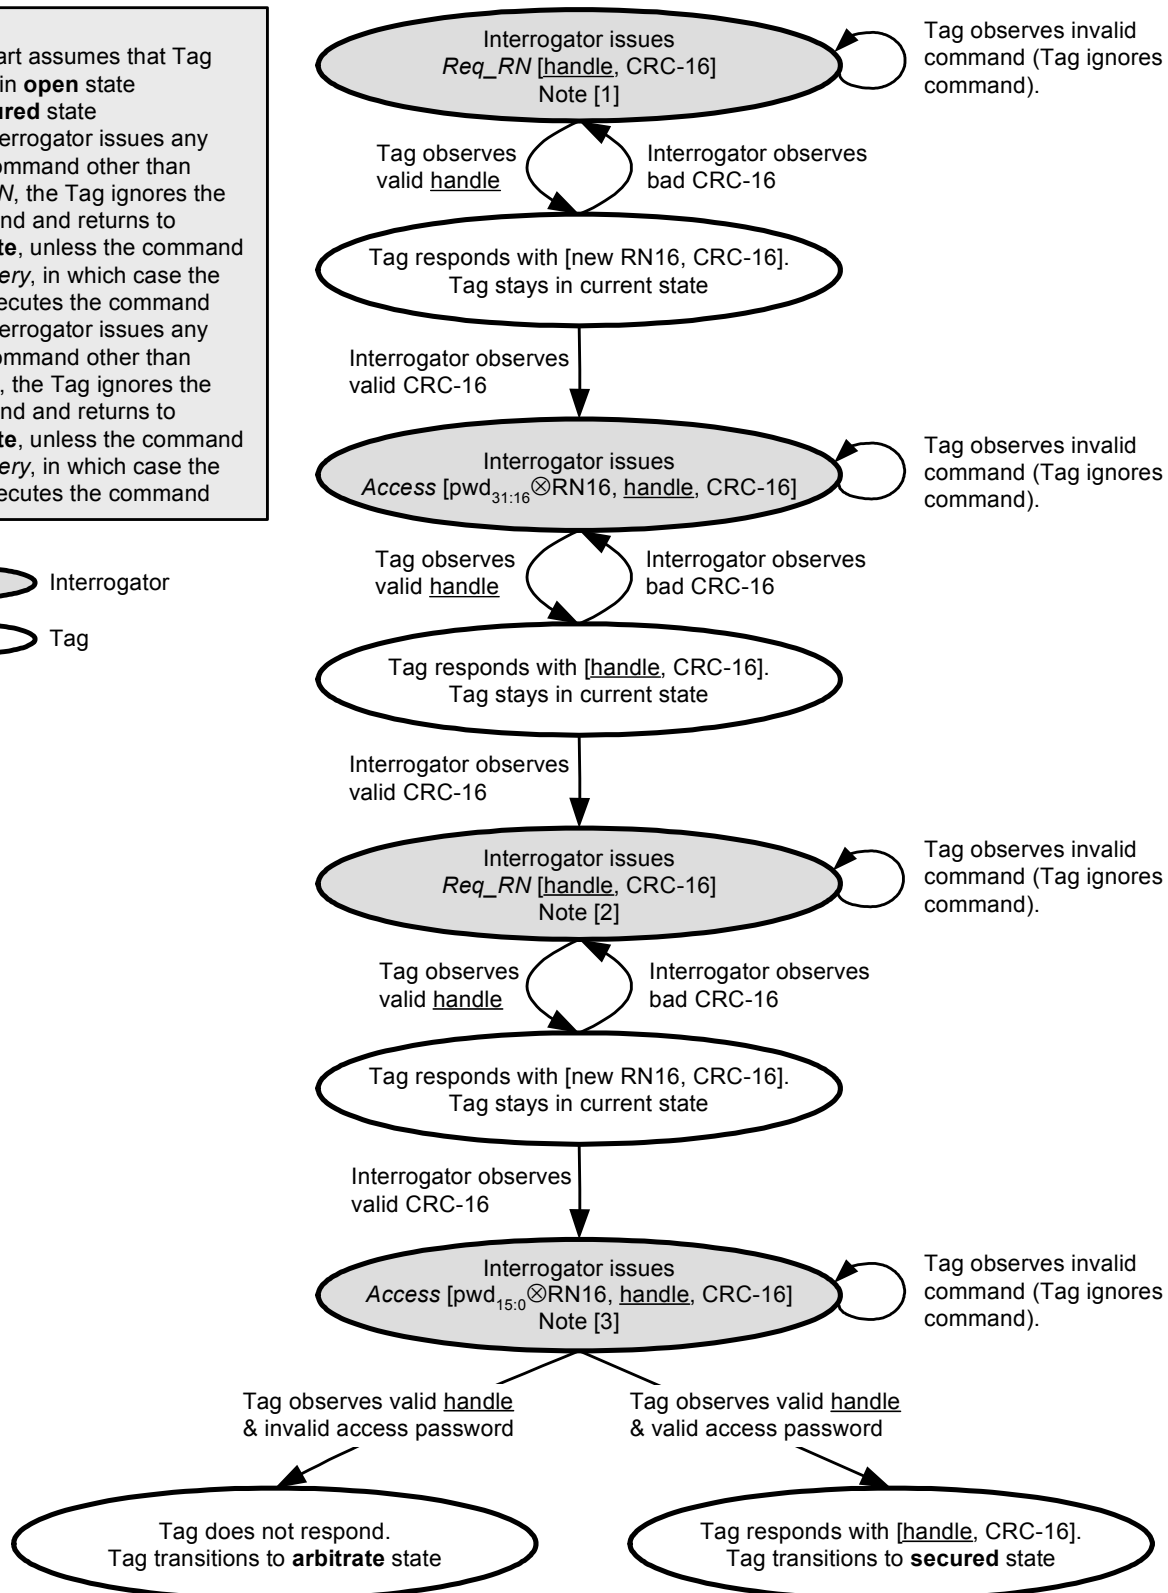 art assumes that Tag
in open state
ured state
errogator issues any
ommand other than
N, the Tag ignores the
nd and returns to
te, unless the command
ery, in which case the
ecutes the command
errogator issues any
ommand other than
, the Tag ignores the
nd and returns to
te, unless the command
ery, in which case the
ecutes the command
Interrogator
Tag
Interrogator issues
Req_RN [handle, CRC-16]
Note [1]
Tag observes invalid
command (Tag ignores
command).
Tag observes
valid handle
Interrogator observes
bad CRC-16
Tag responds with [new RN16, CRC-16].
Tag stays in current state
Interrogator observes
valid CRC-16
Interrogator issues
Access [pwd31:16⊗RN16, handle, CRC-16]
Tag observes invalid
command (Tag ignores
command).
Tag observes
valid handle
Interrogator observes
bad CRC-16
Tag responds with [handle, CRC-16].
Tag stays in current state
Interrogator observes
valid CRC-16
Interrogator issues
Req_RN [handle, CRC-16]
Note [2]
Tag observes invalid
command (Tag ignores
command).
Tag observes
valid handle
Interrogator observes
bad CRC-16
Tag responds with [new RN16, CRC-16].
Tag stays in current state
Interrogator observes
valid CRC-16
Interrogator issues
Access [pwd15:0⊗RN16, handle, CRC-16]
Note [3]
Tag observes invalid
command (Tag ignores
command).
Tag observes valid handle
& invalid access password
Tag observes valid handle
& valid access password
Tag does not respond.
Tag transitions to arbitrate state
Tag responds with [handle, CRC-16].
Tag transitions to secured state